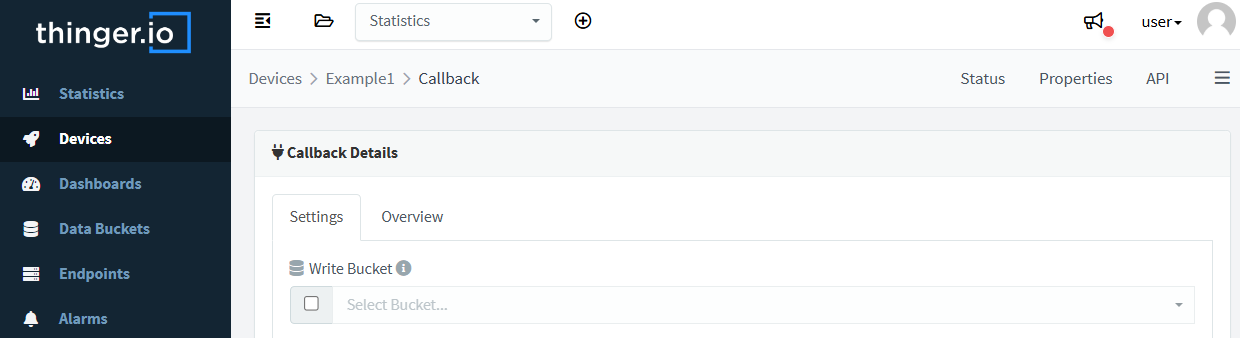 thinger.io
Statistics
user
Devices > Example1 > Callback
Status
Properties
API
Statistics
Devices
Dashboards
Data Buckets
Endpoints
Alarms
Callback Details
Settings
Overview
Write Bucket
Select Bucket...